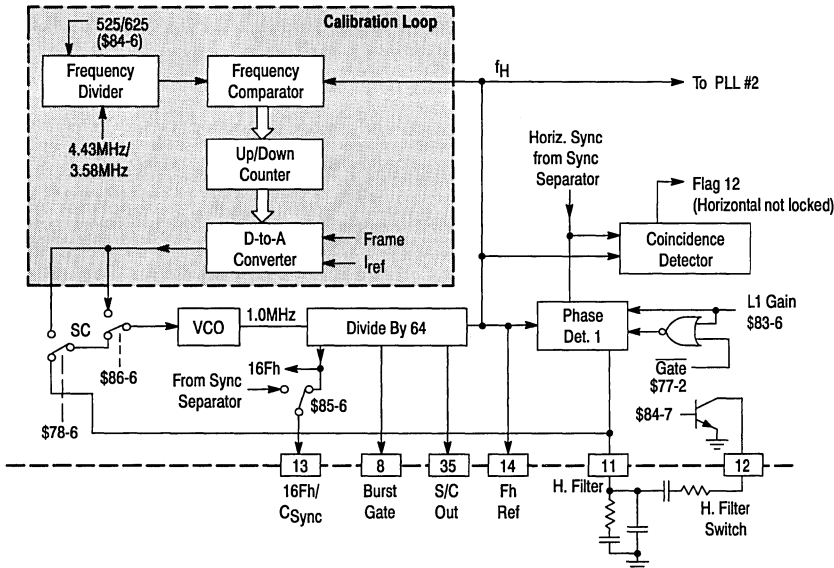 525/625
($84-6)
Calibration Loop
Frequency
Divider
Frequency
Comparator
fH
To PLL #2
4.43MHz/
3.58MHz
Up/Down
Counter
Horiz. Sync
from Sync
Separator
Flag 12
(Horizontal not locked)
D-to-A
Converter
Frame
Iref
Coincidence
Detector
SC
VCO
1.0MHz
Divide By 64
Phase
Det. 1
L1 Gain
$83-6
$86-6
16Fh
From Sync
Separator
$85-6
Gate
$77-2
$78-6
$84-7
13
8
35
14
11
12
16Fh/
CSync
Burst
Gate
S/C
Out
Fh
Ref
H. Filter
H. Filter
Switch